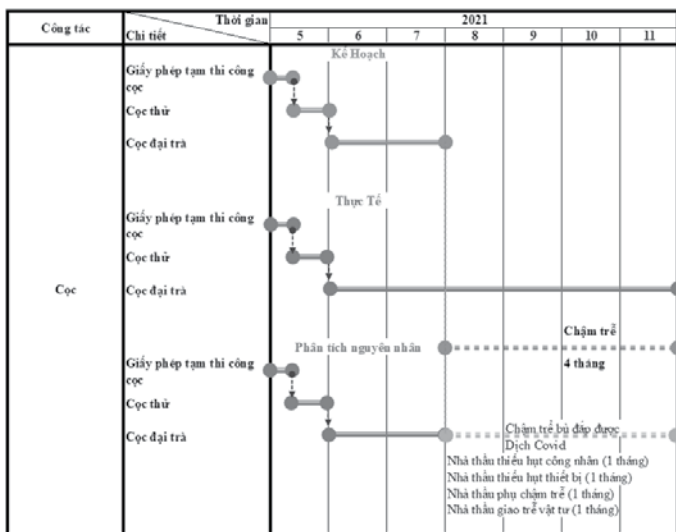 Thời gian
2021
Công tác
Chi tiết
5 6 7 8 9 10 11
Kế Hoạch
Giấy phép tạm thi công
cọc
Cọc thử
Cọc đại trà
Thực Tế
Giấy phép tạm thi công
cọc
Cọc thử
Cọc
Cọc đại trà
Chậm trễ
Phân tích nguyên nhân
4 tháng
Giấy phép tạm thi công
cọc
Cọc thử
Cọc đại trà
Chậm trễ bù đắp được
Dịch Covid
Nhà thầu thiếu hụt công nhân (1 tháng)
Nhà thầu thiếu hụt thiết bị (1 tháng)
Nhà thầu phụ chậm trễ (1 tháng)
Nhà thầu giao trễ vật tư (1 tháng)